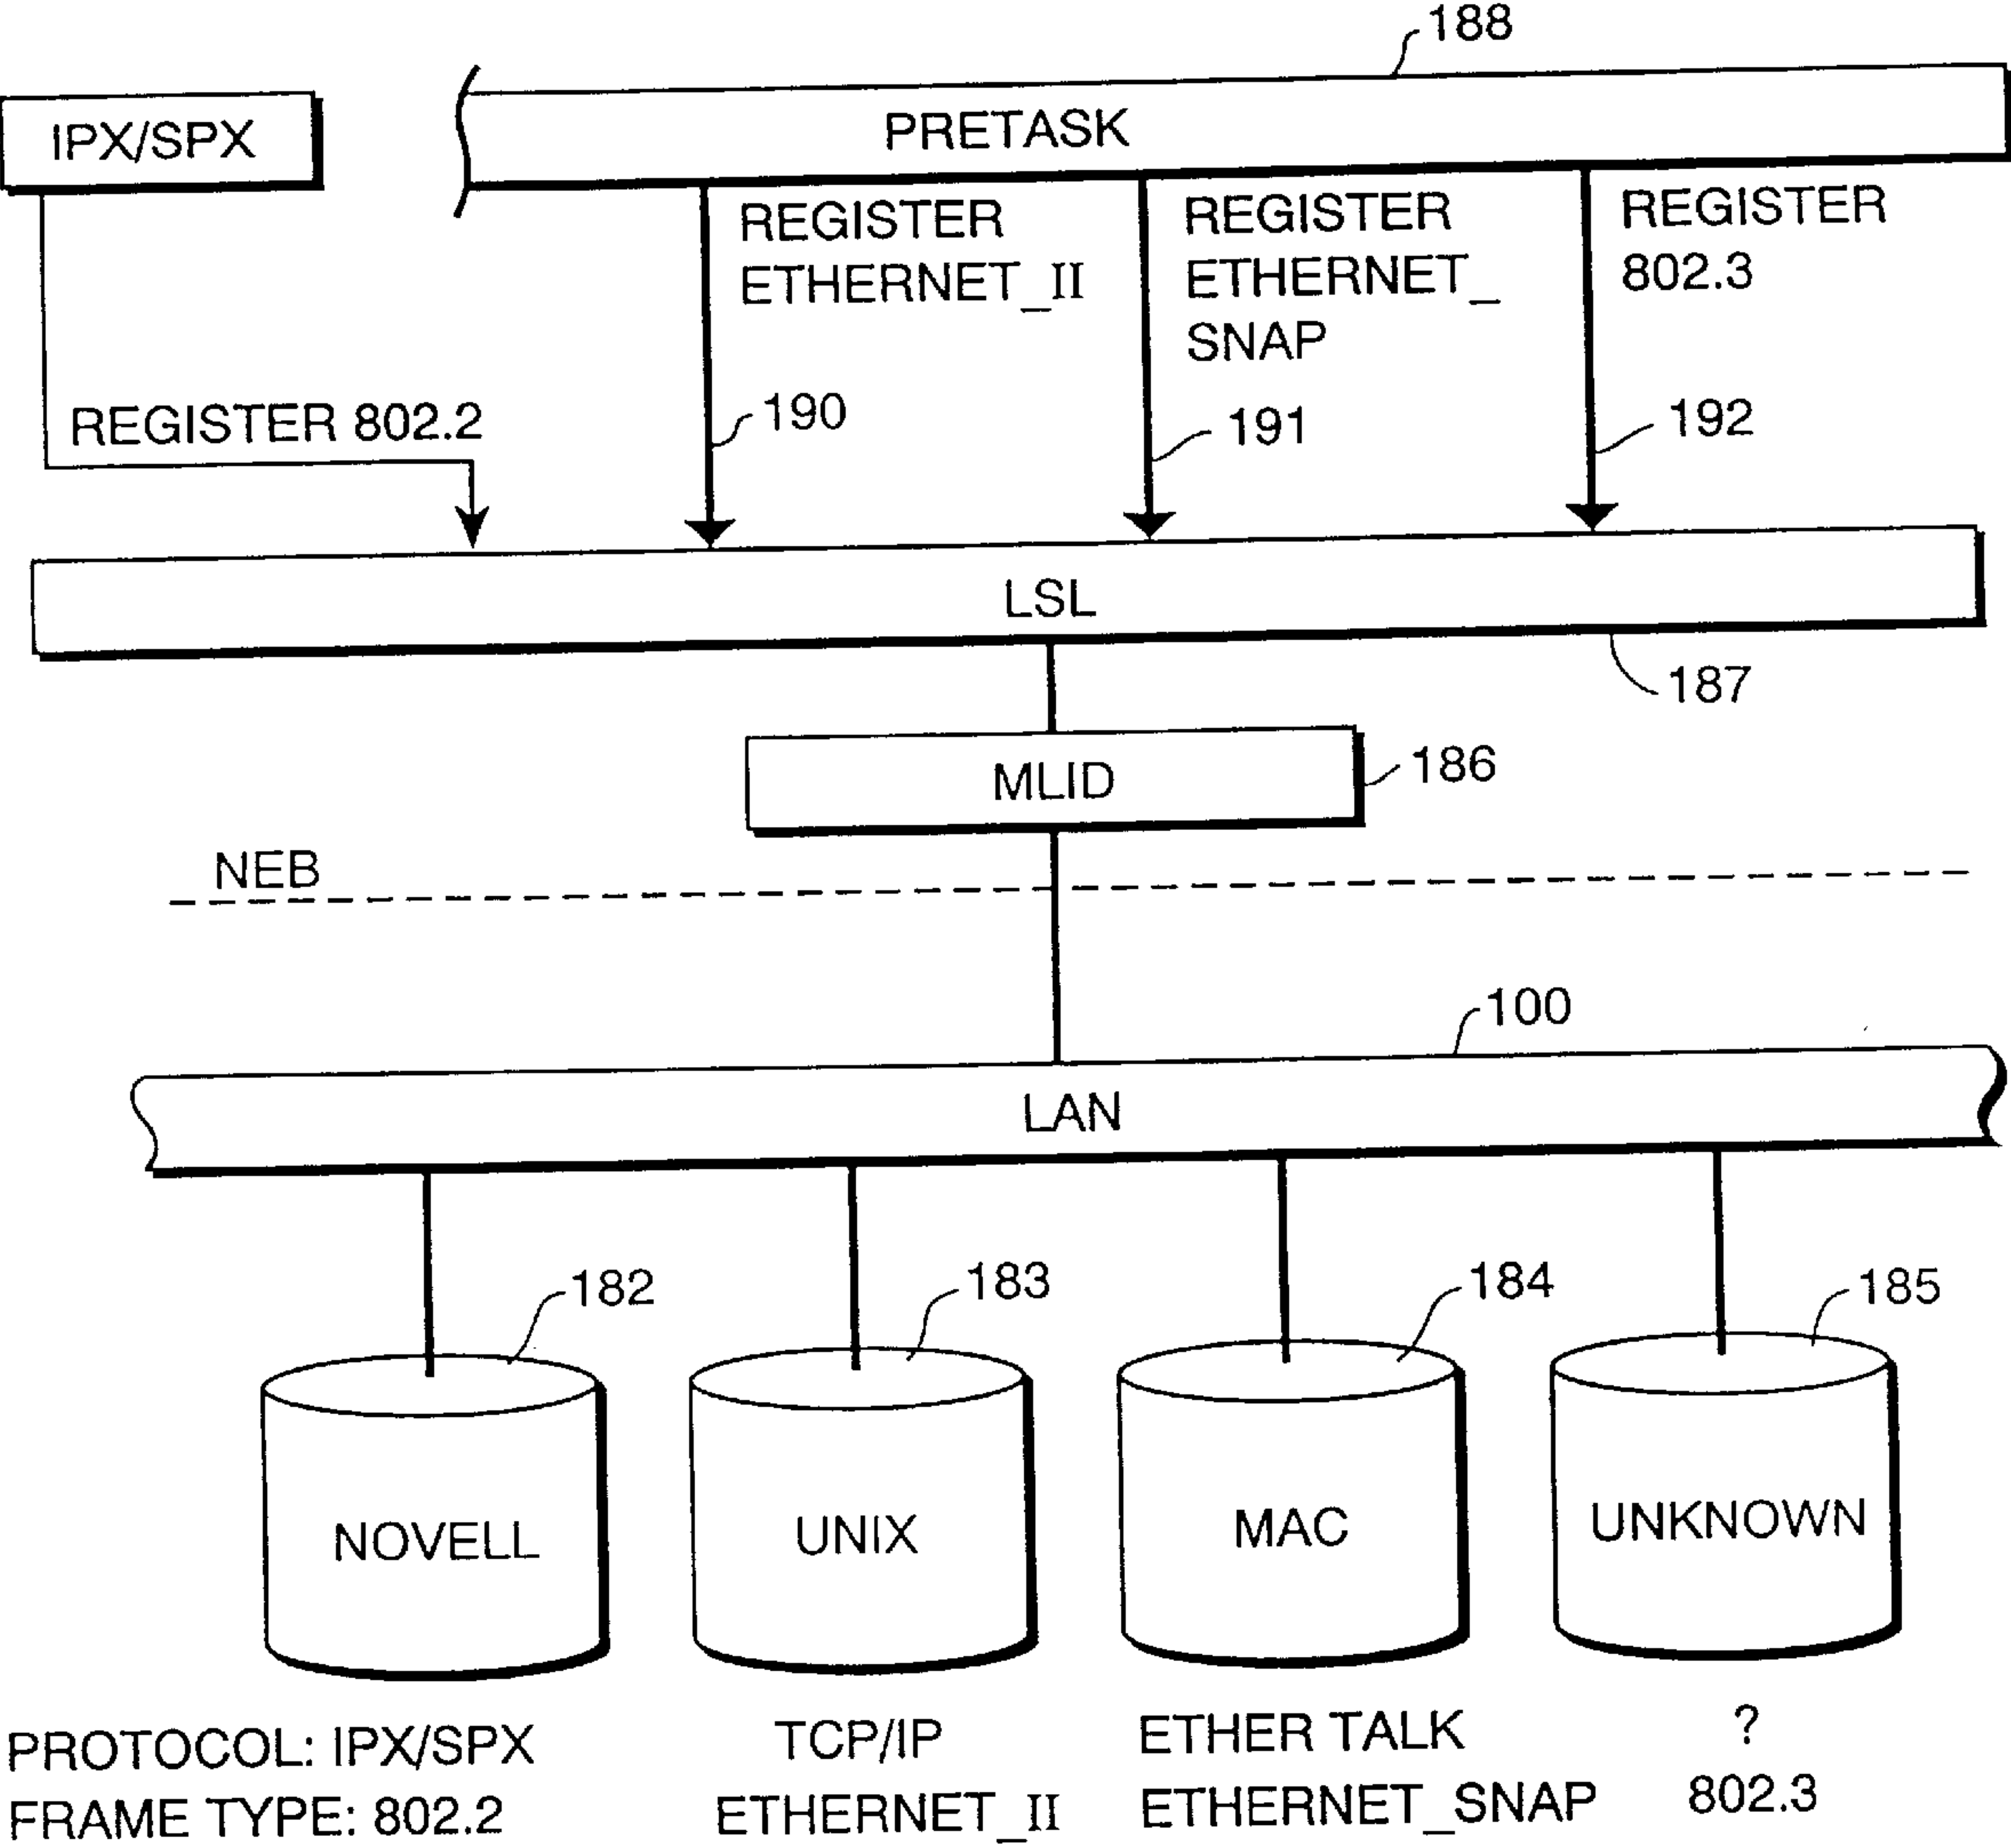 188
IPX/SPX
PRETASK
REGISTER
ETHERNET_II
REGISTER
ETHERNET_
SNAP
REGISTER
802.3
REGISTER 802.2
190
191
192
LSL
187
MLID
186
NEB
100
LAN
182
183
184
185
NOVELL
UNIX
MAC
UNKNOWN
PROTOCOL: IPX/SPX
TCP/IP
ETHER TALK
?
FRAME TYPE: 802.2
ETHERNET_II
ETHERNET_SNAP
802.3